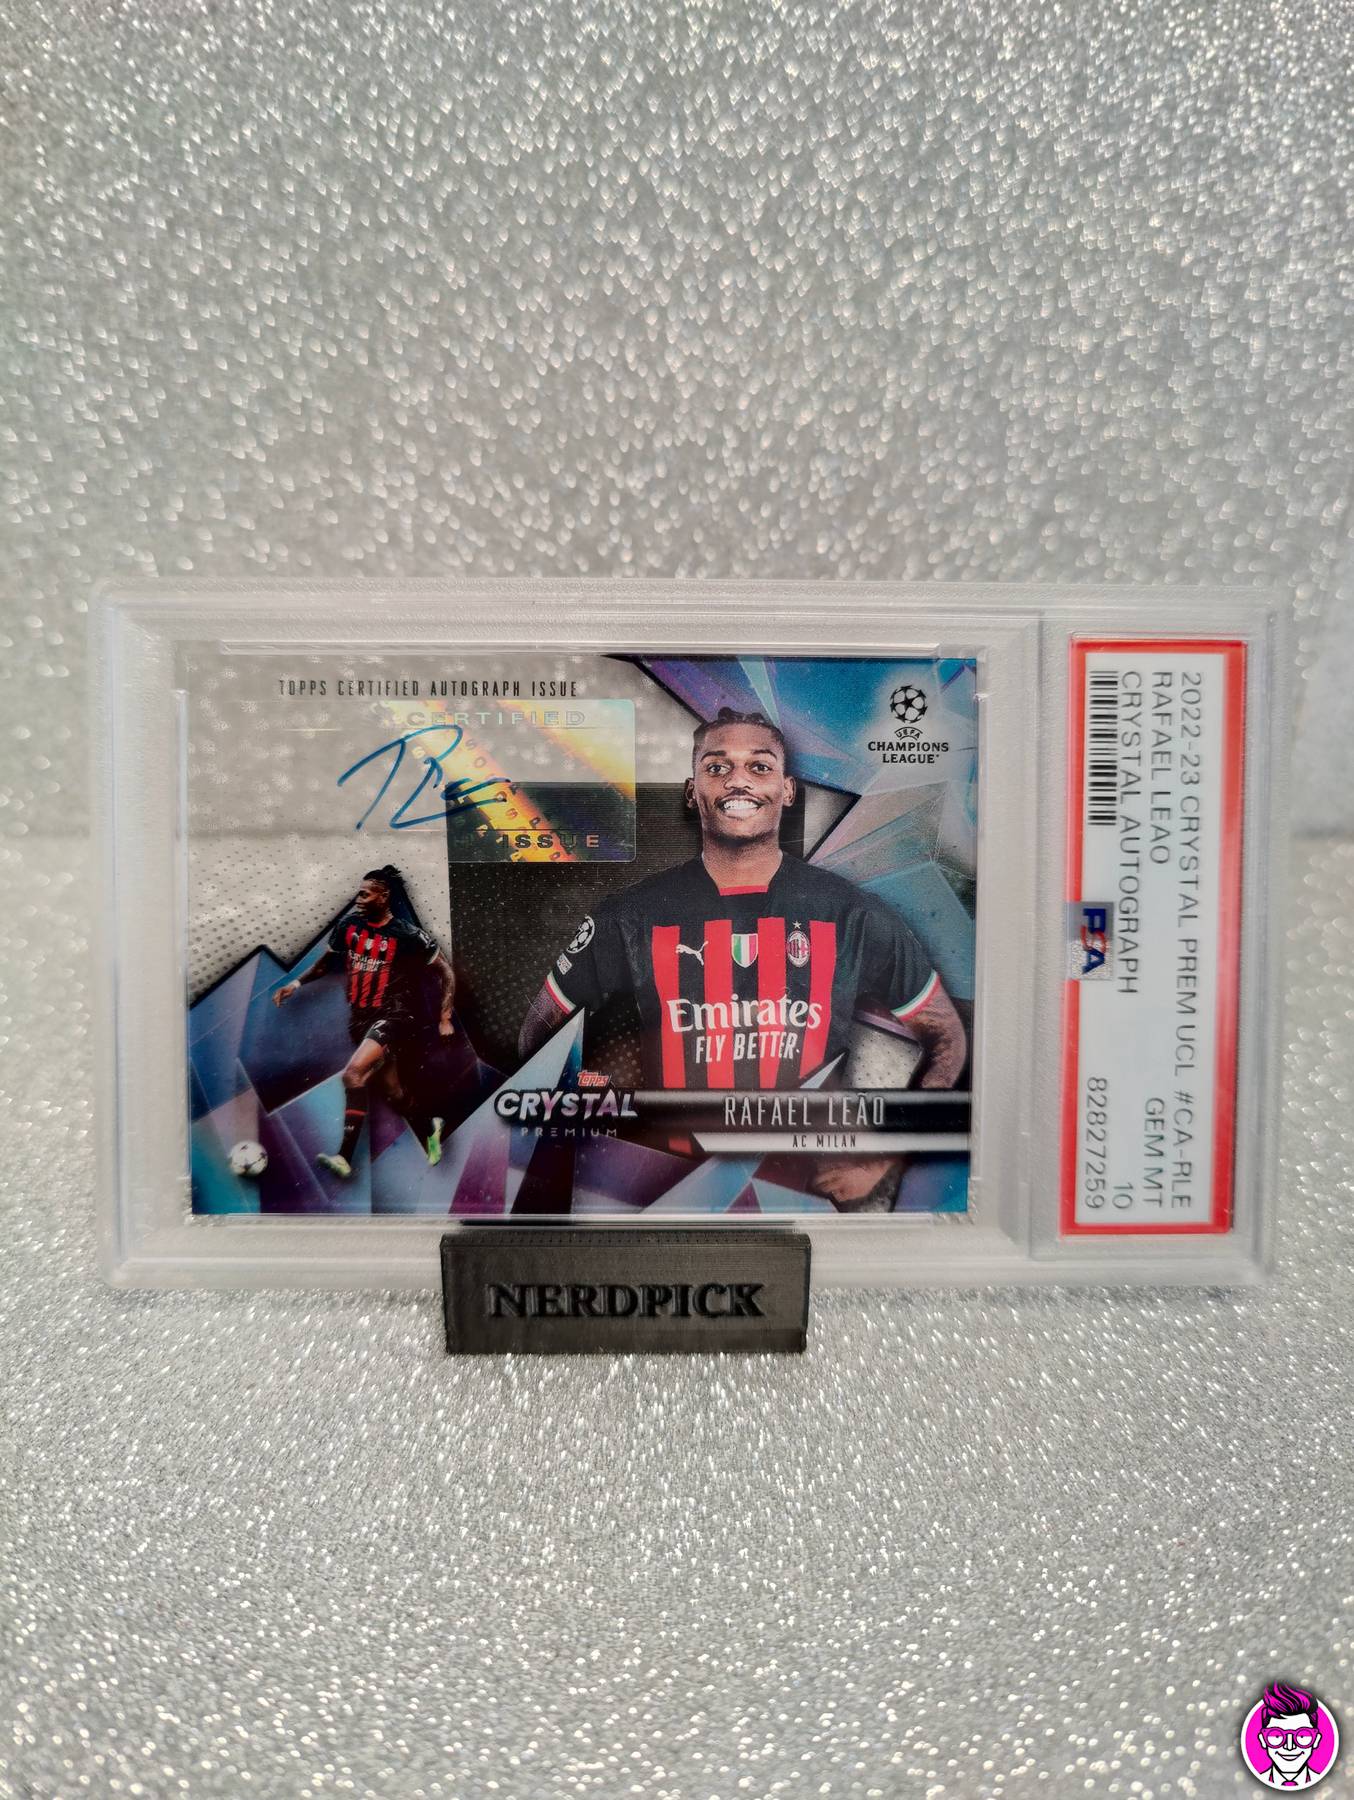 TOPPS CERTIFIED AUTOGRAPH ISSUE
CERTIFIED
ISSUE
UEFA
CHAMPIONS
LEAGUE
Emirates
FLY BETTER
topps
CRYSTAL
PREMIUM
RAFAEL LEÃO
AC MILAN
2022-23 CRYSTAL PREM UCL #CA-RLE
RAFAEL LEAO GEM MT
CRYSTAL AUTOGRAPH 10
PSA 82827259
NERDPICK